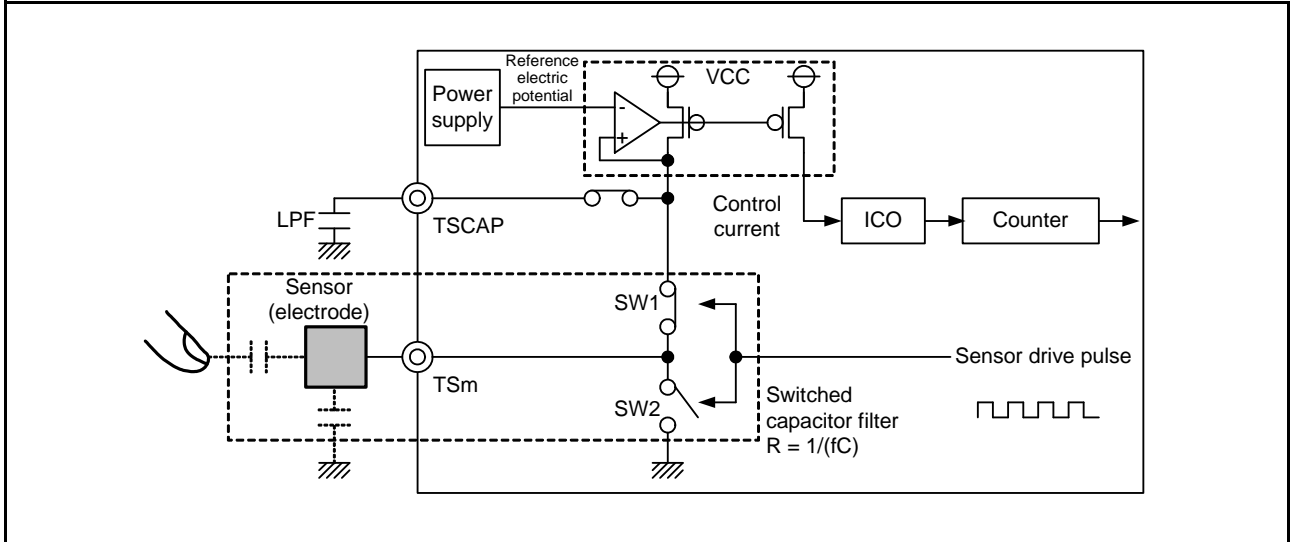 Reference
electric
potential
VCC
Power
supply
-
+
LPF
TSCAP
Control
current
ICO
Counter
Sensor
(electrode)
SW1
TSm
Sensor drive pulse
SW2
Switched
capacitor filter
R = 1/(fC)